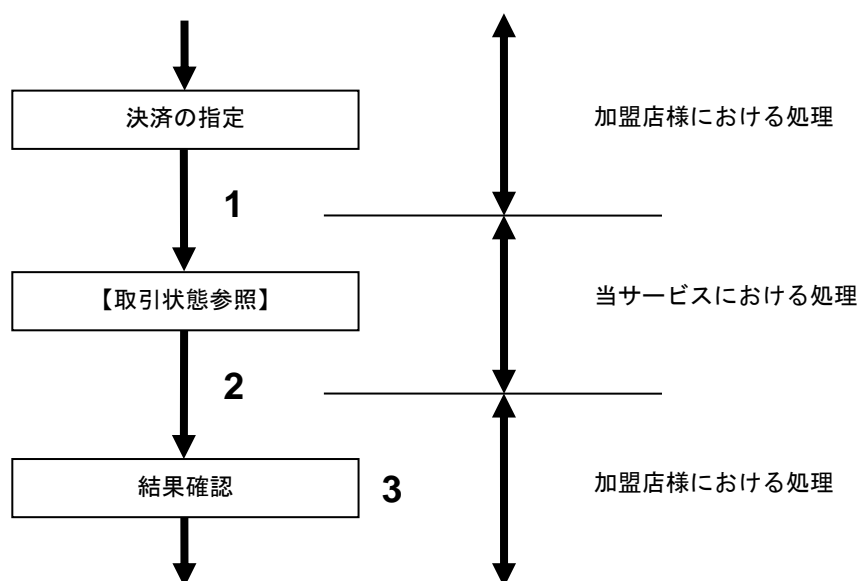 決済の指定
加盟店様における処理
1
【取引状態参照】
当サービスにおける処理
2
結果確認
3
加盟店様における処理